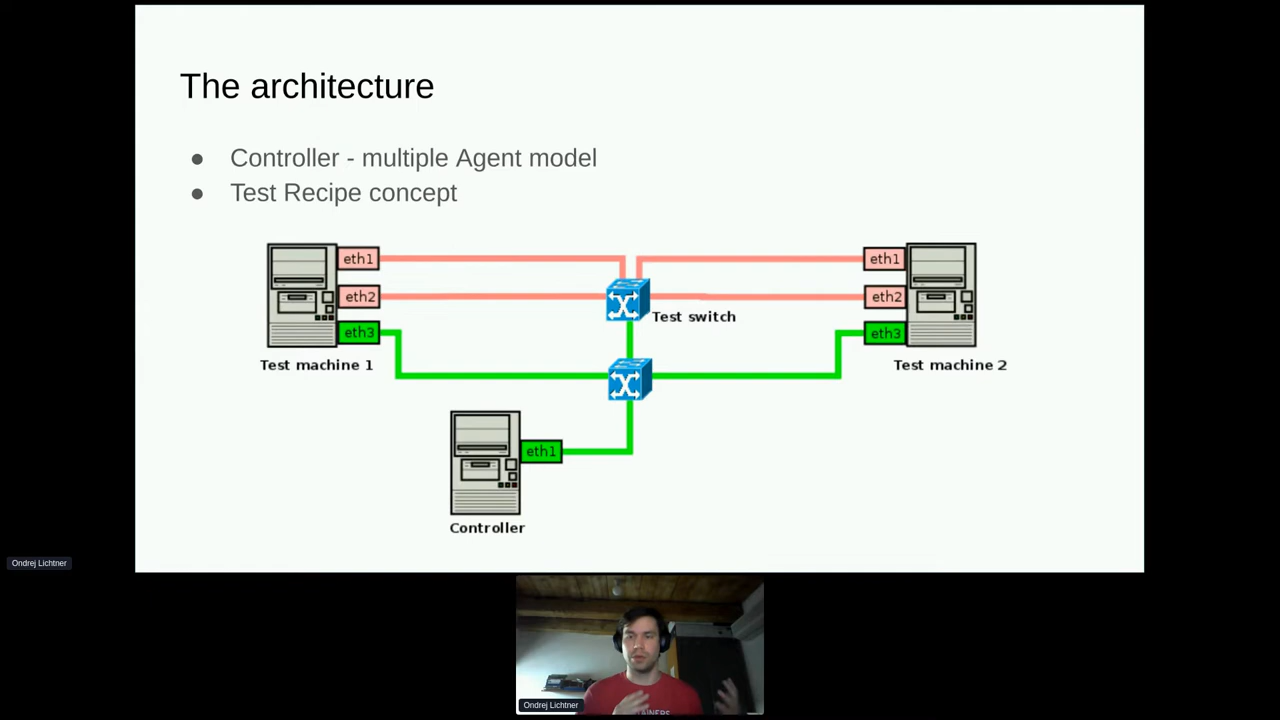 The architecture
● Controller - multiple Agent model
● Test Recipe concept
eth1
eth1
eth2
eth2
Test switch
eth3
eth3
Test machine 1
Test machine 2
eth1
Controller
Ondrej Lichtner
Ondrej Lichtner